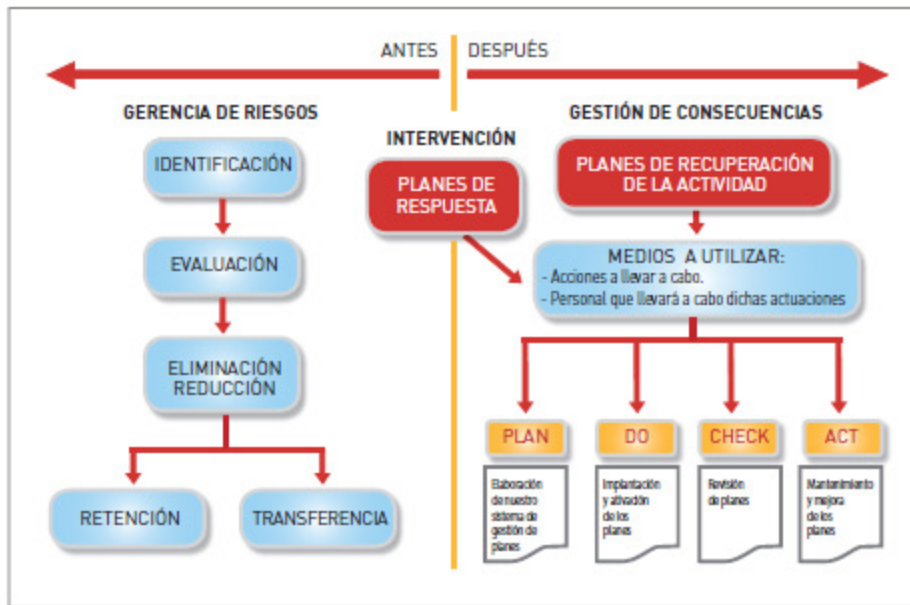 ANTES
DESPUÉS
GERENCIA DE RIESGOS
IDENTIFICACIÓN
EVALUACIÓN
ELIMINACIÓN
REDUCCIÓN
RETENCIÓN
TRANSFERENCIA
INTERVENCIÓN
PLANES DE
RESPUESTA
GESTIÓN DE CONSECUENCIAS
PLANES DE RECUPERACIÓN
DE LA ACTIVIDAD
MEDIOS A UTILIZAR:
- Acciones a llevar a cabo.
- Personal que llevará a cabo dichas actuaciones
PLAN
Elaboración
de nuestro
sistema de
gestión de
planes
DO
Implantación
y ativación
de los
planes
CHECK
Revisión
de planes
ACT
Mantenimiento
y mejora
de los
planes